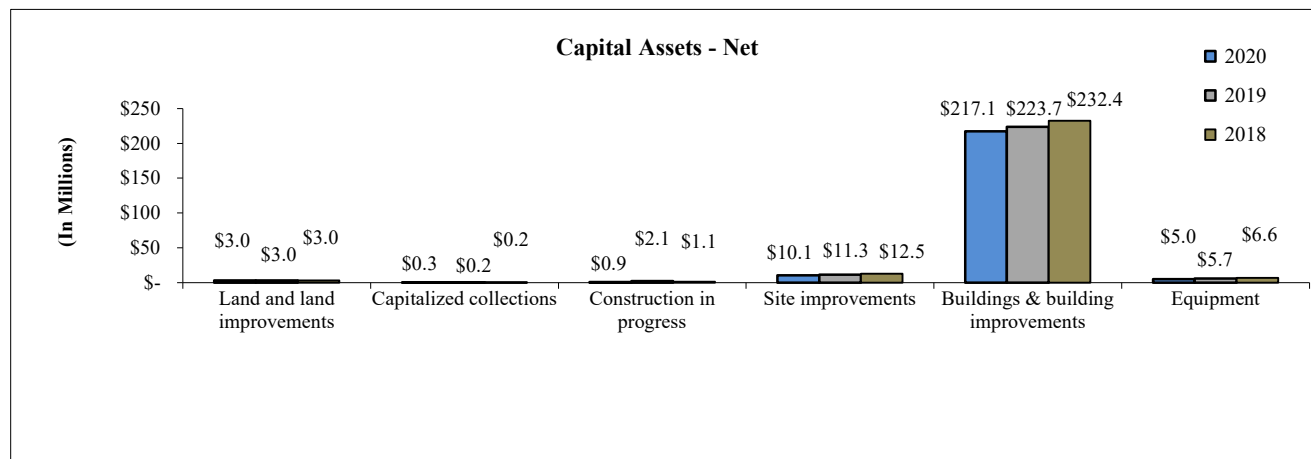 Capital Assets - Net
2020
2019
2018
(In Millions)
$250
$200
$150
$100
$50
$-
$3.0 $3.0 $3.0
$0.3 $0.2 $0.2
$0.9 $2.1 $1.1
$10.1 $11.3 $12.5
$217.1 $223.7 $232.4
$5.0 $5.7 $6.6
Land and land
improvements
Capitalized collections
Construction in
progress
Site improvements
Buildings & building
improvements
Equipment